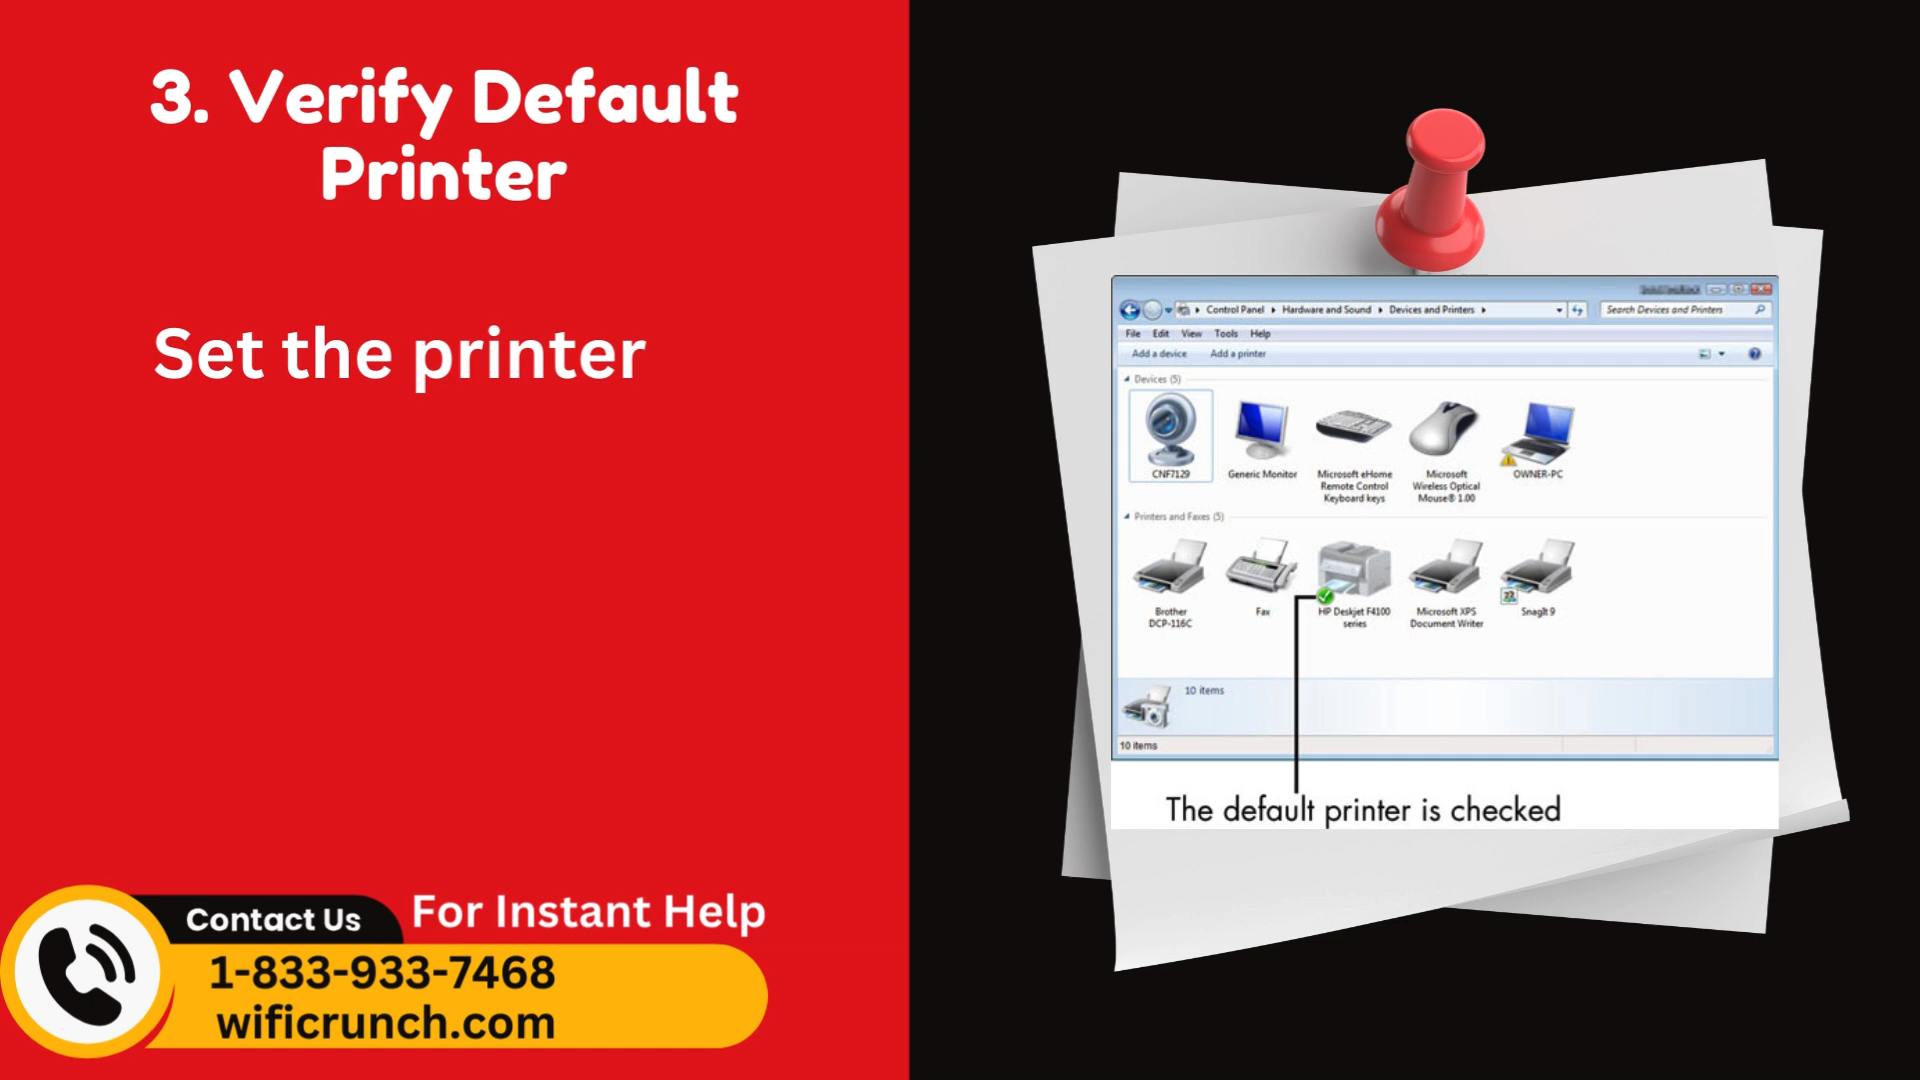 3. Verify Default
Printer
Set the printer
Contact Us
For Instant Help
1-833-933-7468
wificrunch.com
Control Panel
Hardware and Sound
Devices and Printers
Search Devices and Printers
File Edit View Tools Help
Add a device Add a printer
Devices (5)
CNF7129
Generic Monitor
Microsoft eHome
Remote Control
Keyboard keys
Microsoft
Wireless Optical
Mouse® 1.00
OWNER-PC
Printers and Faxes (5)
Brother
DCP-116C
Fax
HP Deskjet F4100
series
Microsoft XPS
Document Writer
SnagIt 9
10 items
10 items
The default printer is checked